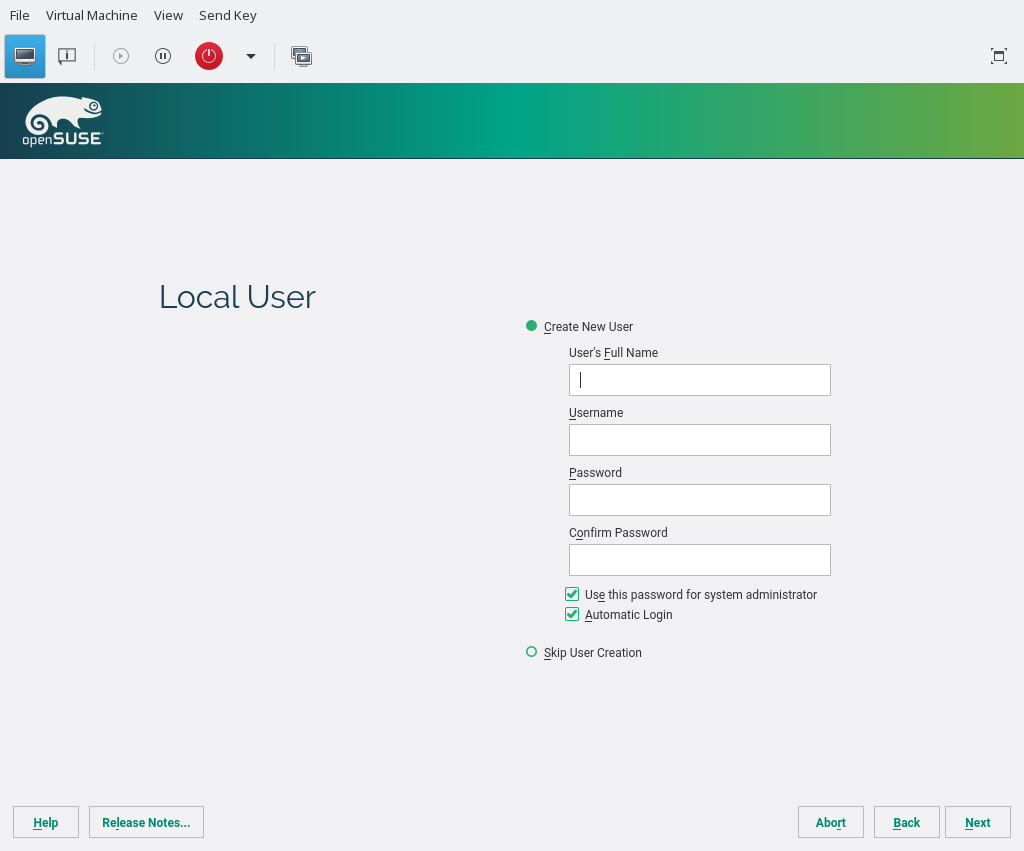 File Virtual Machine View Send Key
openSUSE
Local User
Create New User
User's Full Name
Username
Password
Confirm Password
Use this password for system administrator
Automatic Login
Skip User Creation
Help Release Notes... Abort Back Next